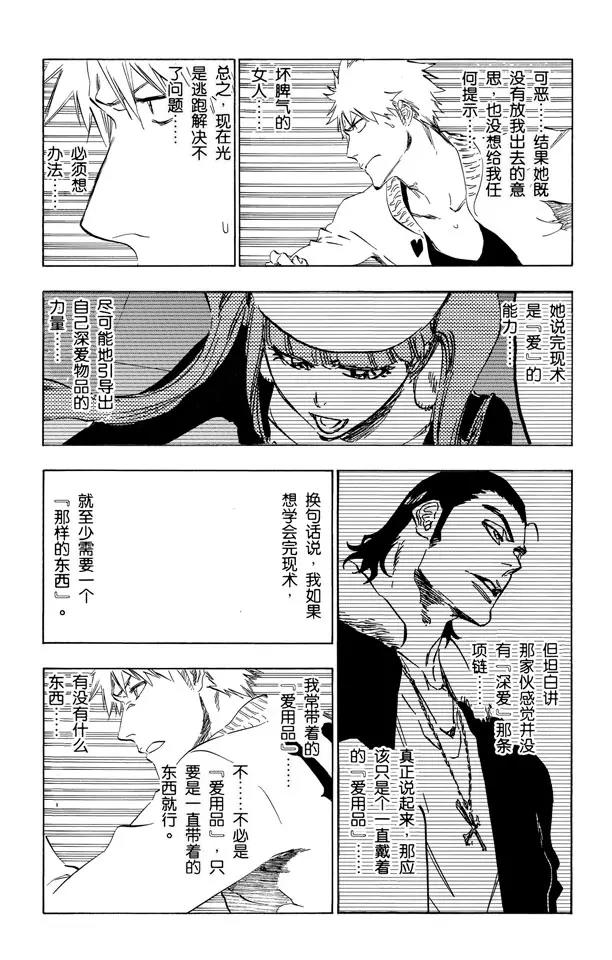 可恶……结果她既
没有放我出去的意
思，也没想给我任
何提示……
坏脾气的
女人……
总之，现在光
是逃跑解决不
了问题……
必须想
办法……
她说完现术
是『爱』的
能力……
尽可能地引导出
自己深爱物品的
力量……
但坦白讲
那家伙感觉并没
有『深爱』那条
项链……
真正说起来，那应
该只是个一直戴着
的『爱用品』……
换句话说，我如果
想学会完现术，
就至少需要一个
『那样的东西』。
我常带着的
『爱用品』……
不……不必是
『爱用品』，只
要是一直带着的
东西就行。
有没有什么
东西……